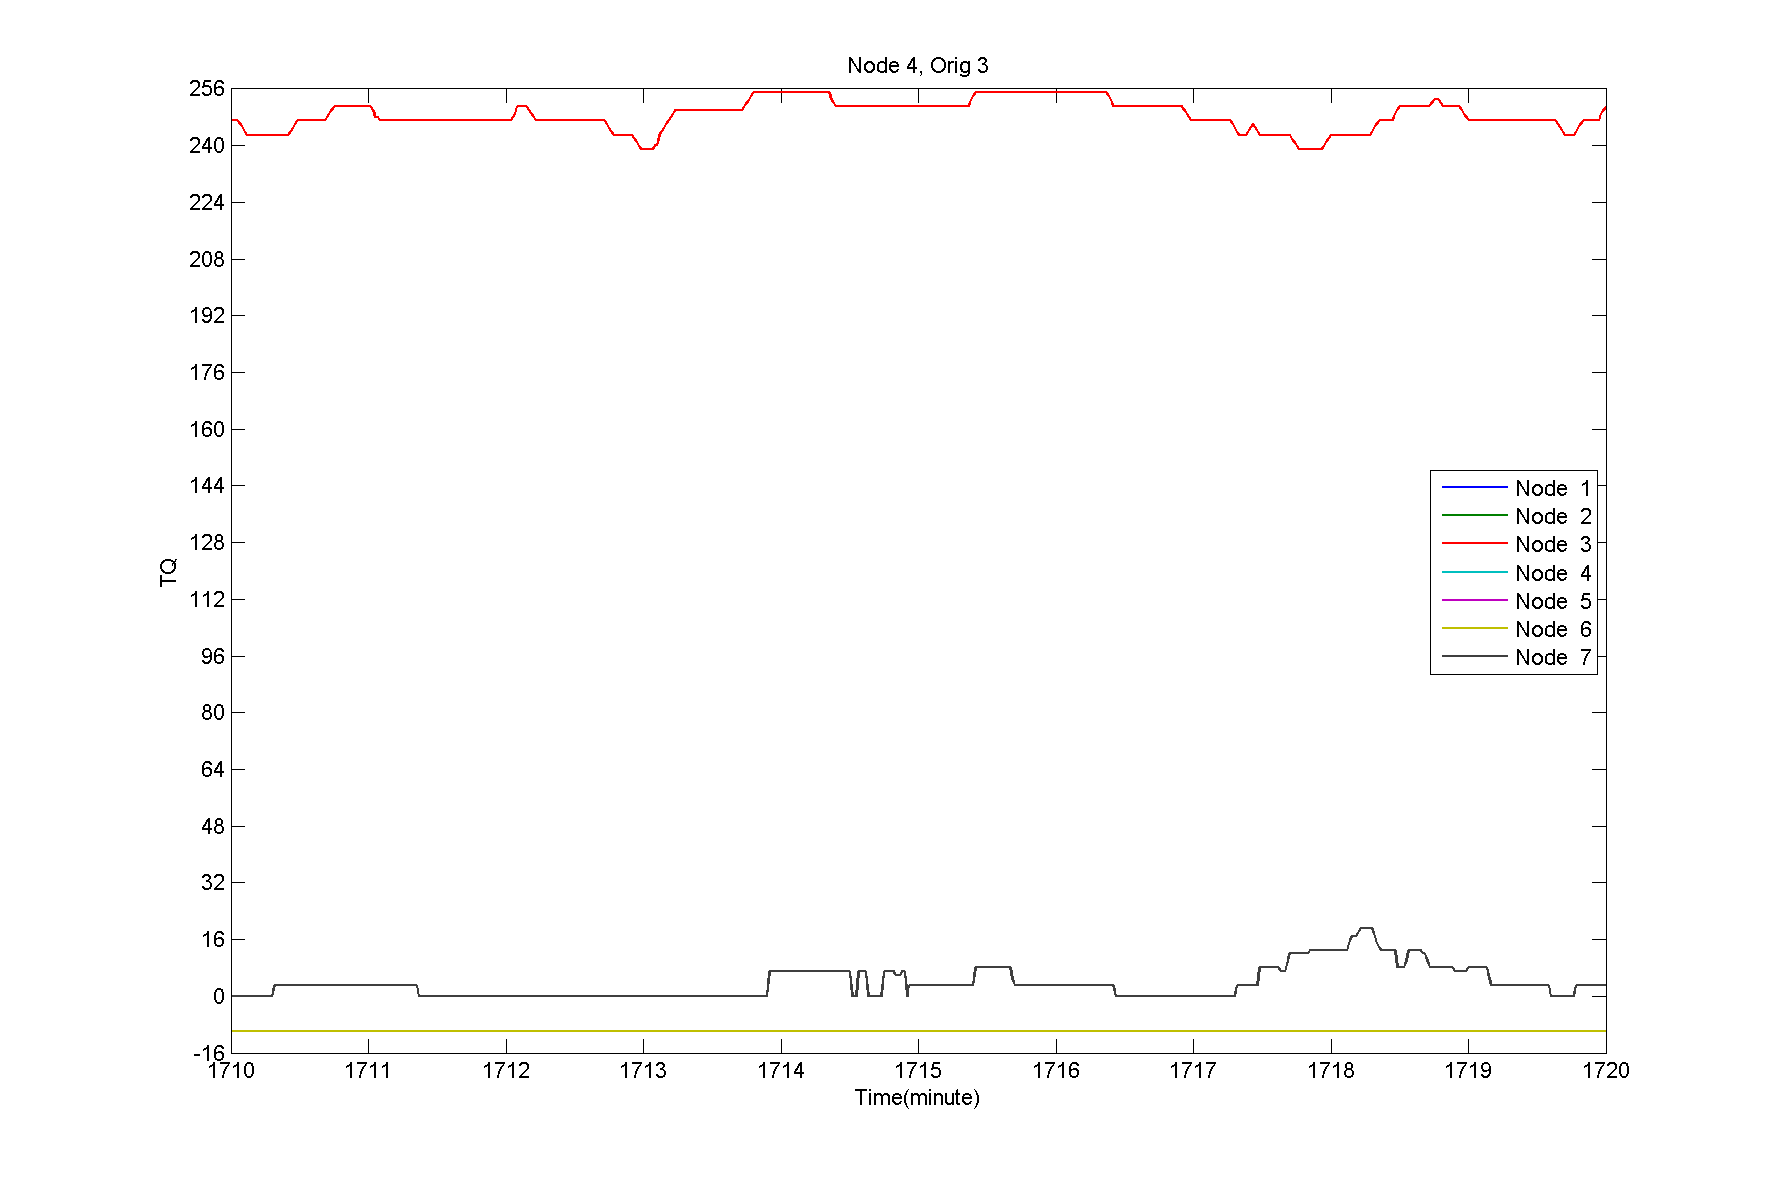 Node 4, Orig 3
256
240
224
208
192
176
160
144
128
112
96
80
64
48
32
16
0
-16
TQ
Node 1
Node 2
Node 3
Node 4
Node 5
Node 6
Node 7
1710 1711 1712 1713 1714 1715 1716 1717 1718 1719 1720
Time(minute)